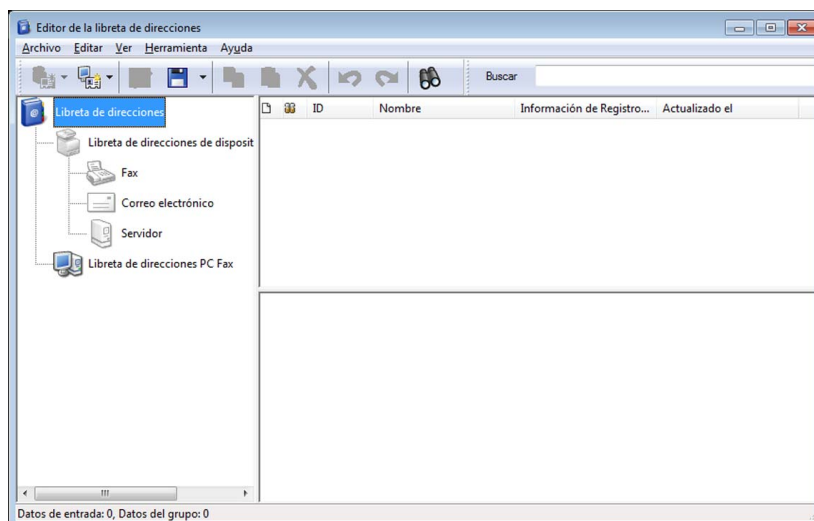 Editor de la libreta de direcciones
Archivo Editar Ver Herramienta Ayuda
Buscar
Libreta de direcciones
ID Nombre Información de Registro... Actualizado el
Libreta de direcciones de disposit
Fax
Correo electrónico
Servidor
Libreta de direcciones PC Fax
Datos de entrada: 0, Datos del grupo: 0